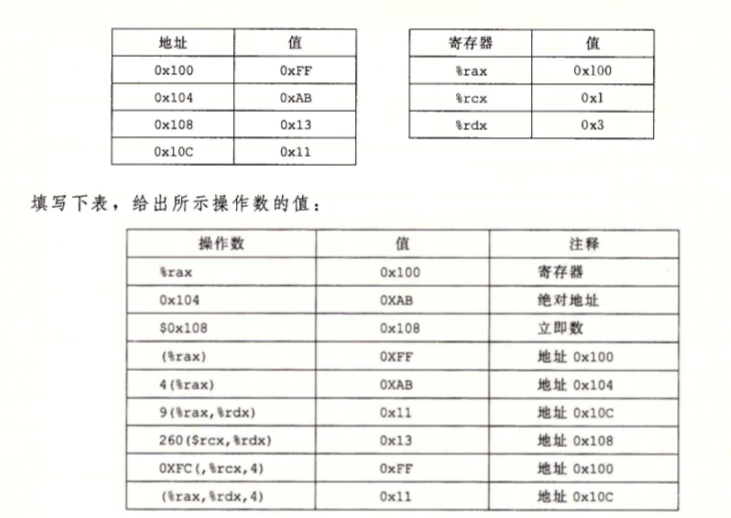 地址 值 寄存器 值
0x100 0xFF %rax 0x100
0x104 0xAB %rcx 0x1
0x108 0x13 %rdx 0x3
0x10C 0x11
填写下表，给出所示操作数的值：
操作数 值 注释
%rax 0x100 寄存器
0x104 0XAB 绝对地址
$0x108 0x108 立即数
(%rax) 0XFF 地址 0x100
4(%rax) 0XAB 地址 0x104
9(%rax,%rdx) 0x11 地址 0x10C
260($rcx,%rdx) 0x13 地址 0x108
0XFC(,%rcx,4) 0xFF 地址 0x100
(%rax,%rdx,4) 0x11 地址 0x10C